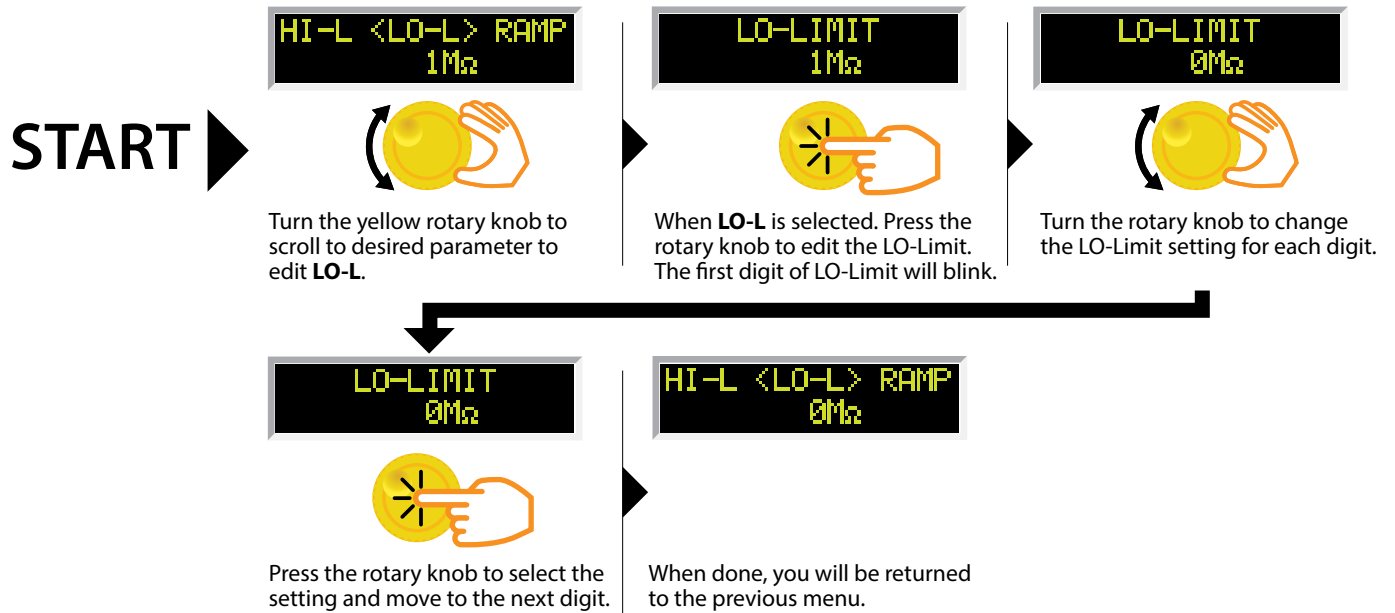 START
HI-L <LO-L> RAMP
1MΩ
Turn the yellow rotary knob to
scroll to desired parameter to
edit LO-L.
LO-LIMIT
1MΩ
When LO-L is selected. Press the
rotary knob to edit the LO-Limit.
The first digit of LO-Limit will blink.
LO-LIMIT
0MΩ
Turn the rotary knob to change
the LO-Limit setting for each digit.
LO-LIMIT
0MΩ
Press the rotary knob to select the
setting and move to the next digit.
HI-L <LO-L> RAMP
0MΩ
When done, you will be returned
to the previous menu.